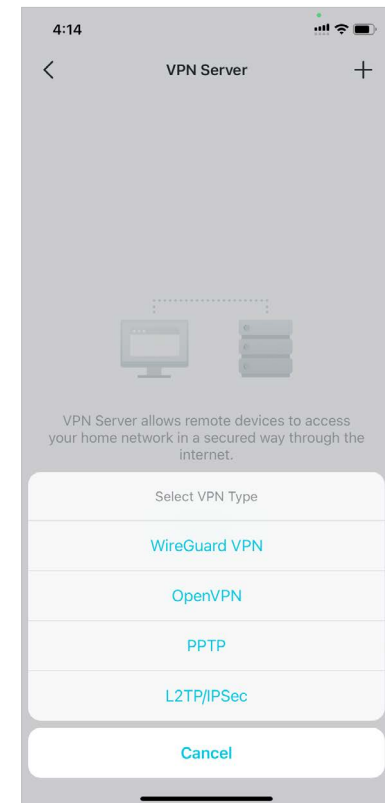 4:14
VPN Server
VPN Server allows remote devices to access
your home network in a secured way through the
internet.
Select VPN Type
WireGuard VPN
OpenVPN
PPTP
L2TP/IPSec
Cancel